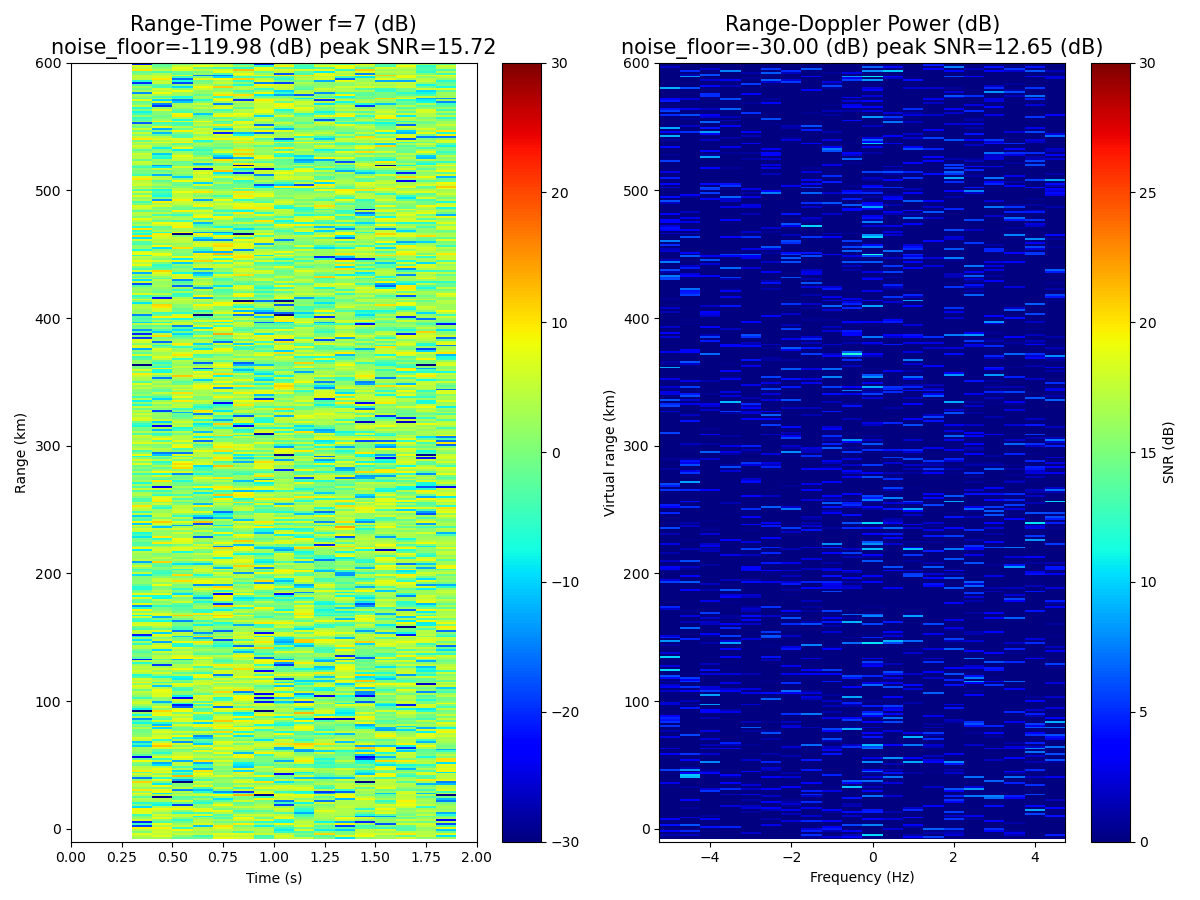 Range-Time Power f=7 (dB)
noise_floor=-119.98 (dB) peak SNR=15.72
600
500
400
300
200
100
0
Range (km)
0.00 0.25 0.50 0.75 1.00 1.25 1.50 1.75 2.00
Time (s)
30
20
10
0
−10
−20
−30
Range-Doppler Power (dB)
noise_floor=-30.00 (dB) peak SNR=12.65 (dB)
600
500
400
300
200
100
0
Virtual range (km)
−4 −2 0 2 4
Frequency (Hz)
30
25
20
15
10
5
0
SNR (dB)